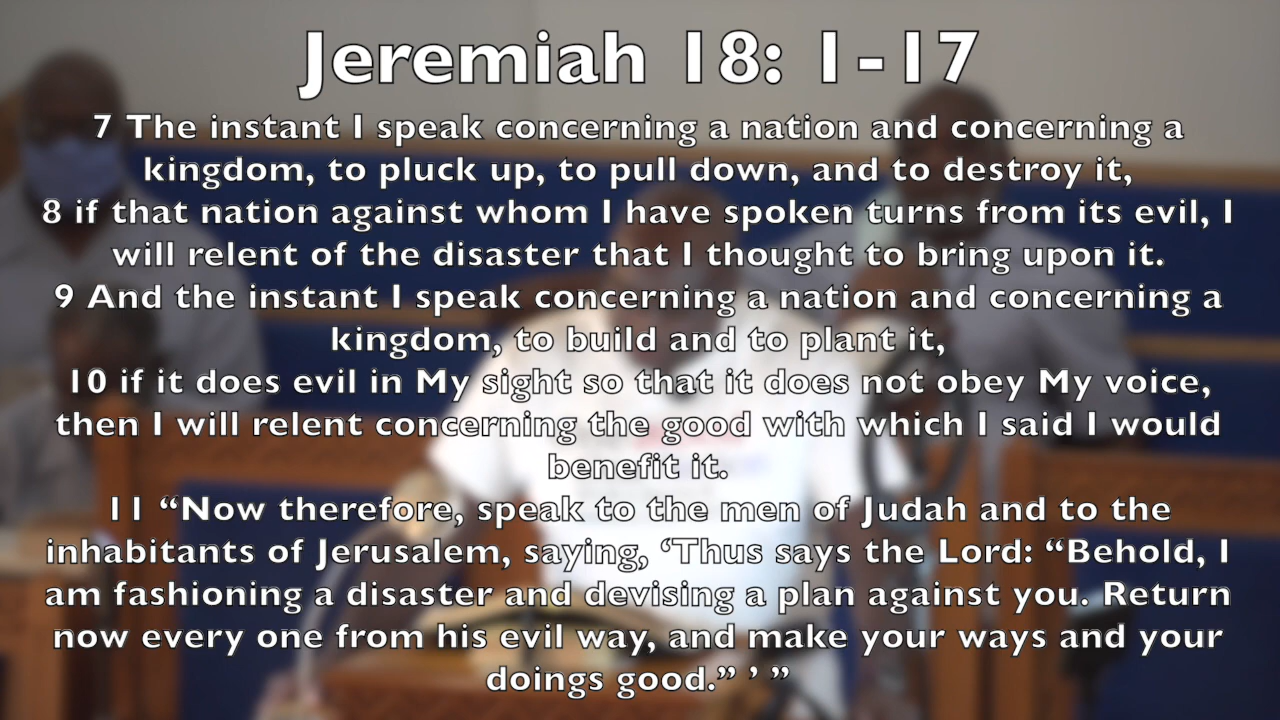 Jeremiah 18: 1-17
7 The instant I speak concerning a nation and concerning a
kingdom, to pluck up, to pull down, and to destroy it,
8 if that nation against whom I have spoken turns from its evil, I
will relent of the disaster that I thought to bring upon it.
9 And the instant I speak concerning a nation and concerning a
kingdom, to build and to plant it,
10 if it does evil in My sight so that it does not obey My voice,
then I will relent concerning the good with which I said I would
benefit it.
11 “Now therefore, speak to the men of Judah and to the
inhabitants of Jerusalem, saying, ‘Thus says the Lord: “Behold, I
am fashioning a disaster and devising a plan against you. Return
now every one from his evil way, and make your ways and your
doings good.” ’ ”